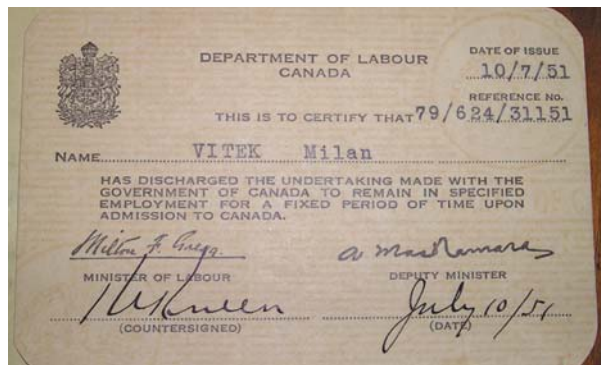 DEPARTMENT OF LABOUR
CANADA
DATE OF ISSUE
10/7/51
REFERENCE No.
THIS IS TO CERTIFY THAT 79/624/31151
NAME VITEK Milan
HAS DISCHARGED THE UNDERTAKING MADE WITH THE
GOVERNMENT OF CANADA TO REMAIN IN SPECIFIED
EMPLOYMENT FOR A FIXED PERIOD OF TIME UPON
ADMISSION TO CANADA.
Milton F. Gregg.
A MacNamara
MINISTER OF LABOUR
DEPUTY MINISTER
July 10/51
(COUNTERSIGNED)
(DATE)